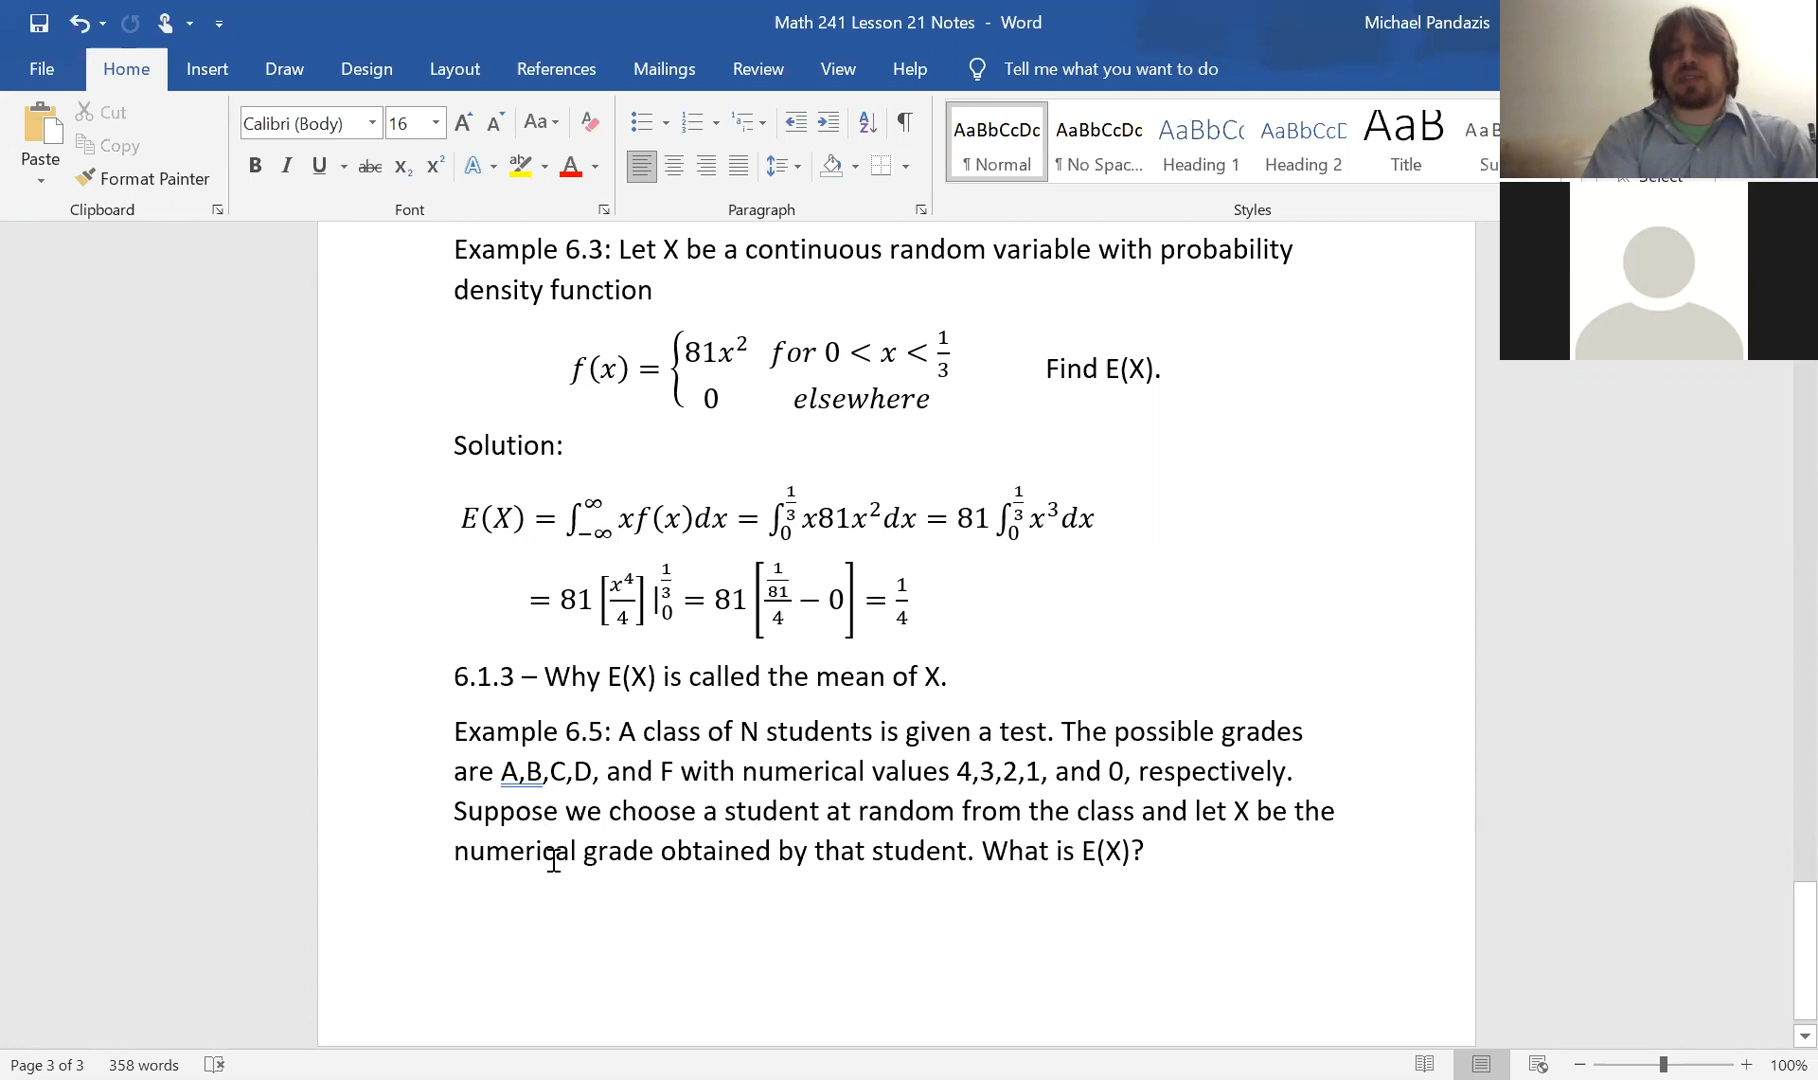 Math 241 Lesson 21 Notes - Word
Michael Pandazis
File Home Insert Draw Design Layout References Mailings Review View Help Tell me what you want to do
Paste
Cut
Copy
Format Painter
Clipboard
Calibri (Body) 16
Font
Paragraph
AaBbCcDc AaBbCcDc AaBbCc AaBbCcD AaB
¶ Normal ¶ No Spac... Heading 1 Heading 2 Title
Styles
Select
Example 6.3: Let X be a continuous random variable with probability
density function
f(x) = {81x² for 0 < x < 1/3
0 elsewhere
Find E(X).
Solution:
E(X) = ∫_{-∞}^{∞} xf(x)dx = ∫_0^{1/3} x81x²dx = 81 ∫_0^{1/3} x³dx
= 81 [x⁴/4] |_0^{1/3} = 81 [(1/81)/4 − 0] = 1/4
6.1.3 – Why E(X) is called the mean of X.
Example 6.5: A class of N students is given a test. The possible grades
are A,B,C,D, and F with numerical values 4,3,2,1, and 0, respectively.
Suppose we choose a student at random from the class and let X be the
numerical grade obtained by that student. What is E(X)?
Page 3 of 3 358 words
100%